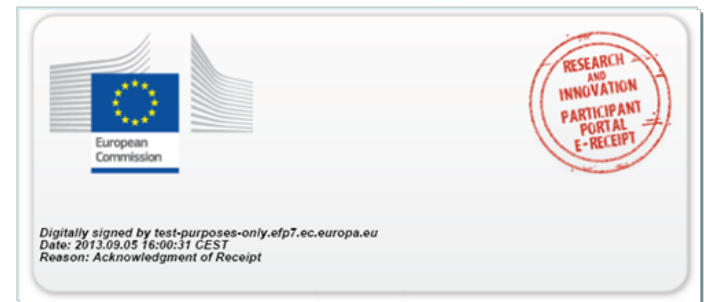 European
Commission
RESEARCH
AND
INNOVATION
PARTICIPANT
PORTAL
E-RECEIPT
Digitally signed by test-purposes-only.efp7.ec.europa.eu
Date: 2013.09.05 16:00:31 CEST
Reason: Acknowledgment of Receipt